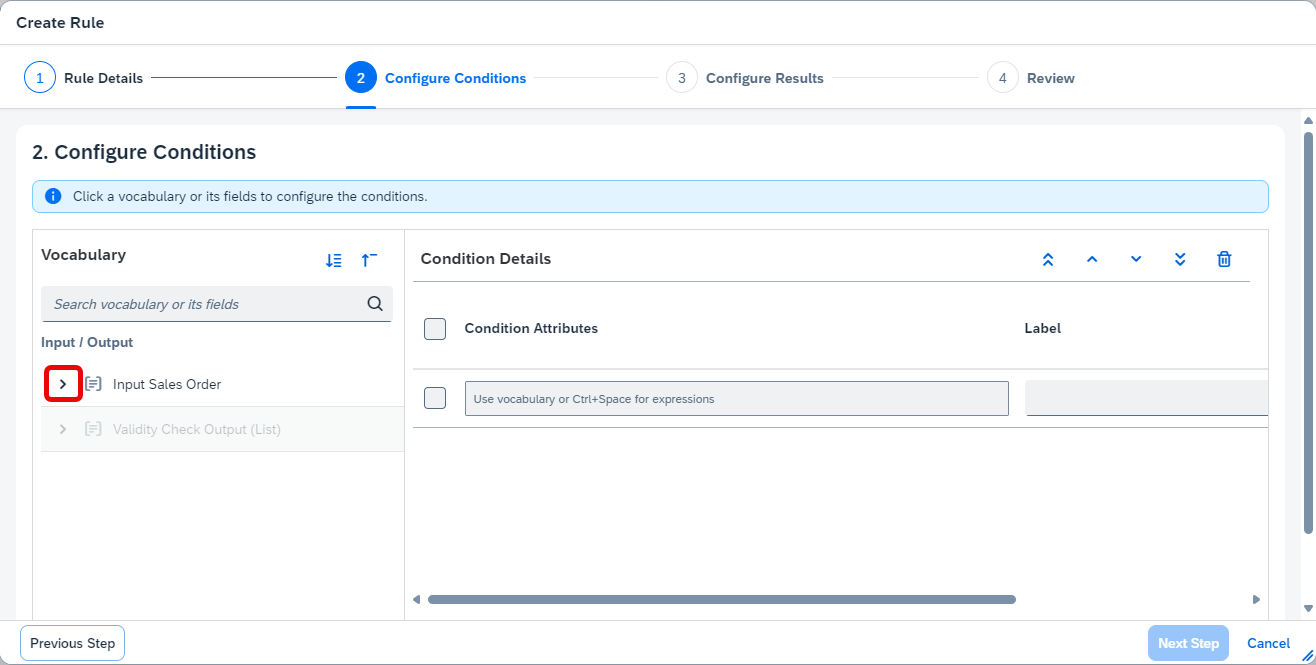 Create Rule
1 Rule Details
2 Configure Conditions
3 Configure Results
4 Review
2. Configure Conditions
Click a vocabulary or its fields to configure the conditions.
Vocabulary
Search vocabulary or its fields
Input / Output
Input Sales Order
Validity Check Output (List)
Condition Details
Condition Attributes Label
Use vocabulary or Ctrl+Space for expressions
Previous Step Next Step Cancel